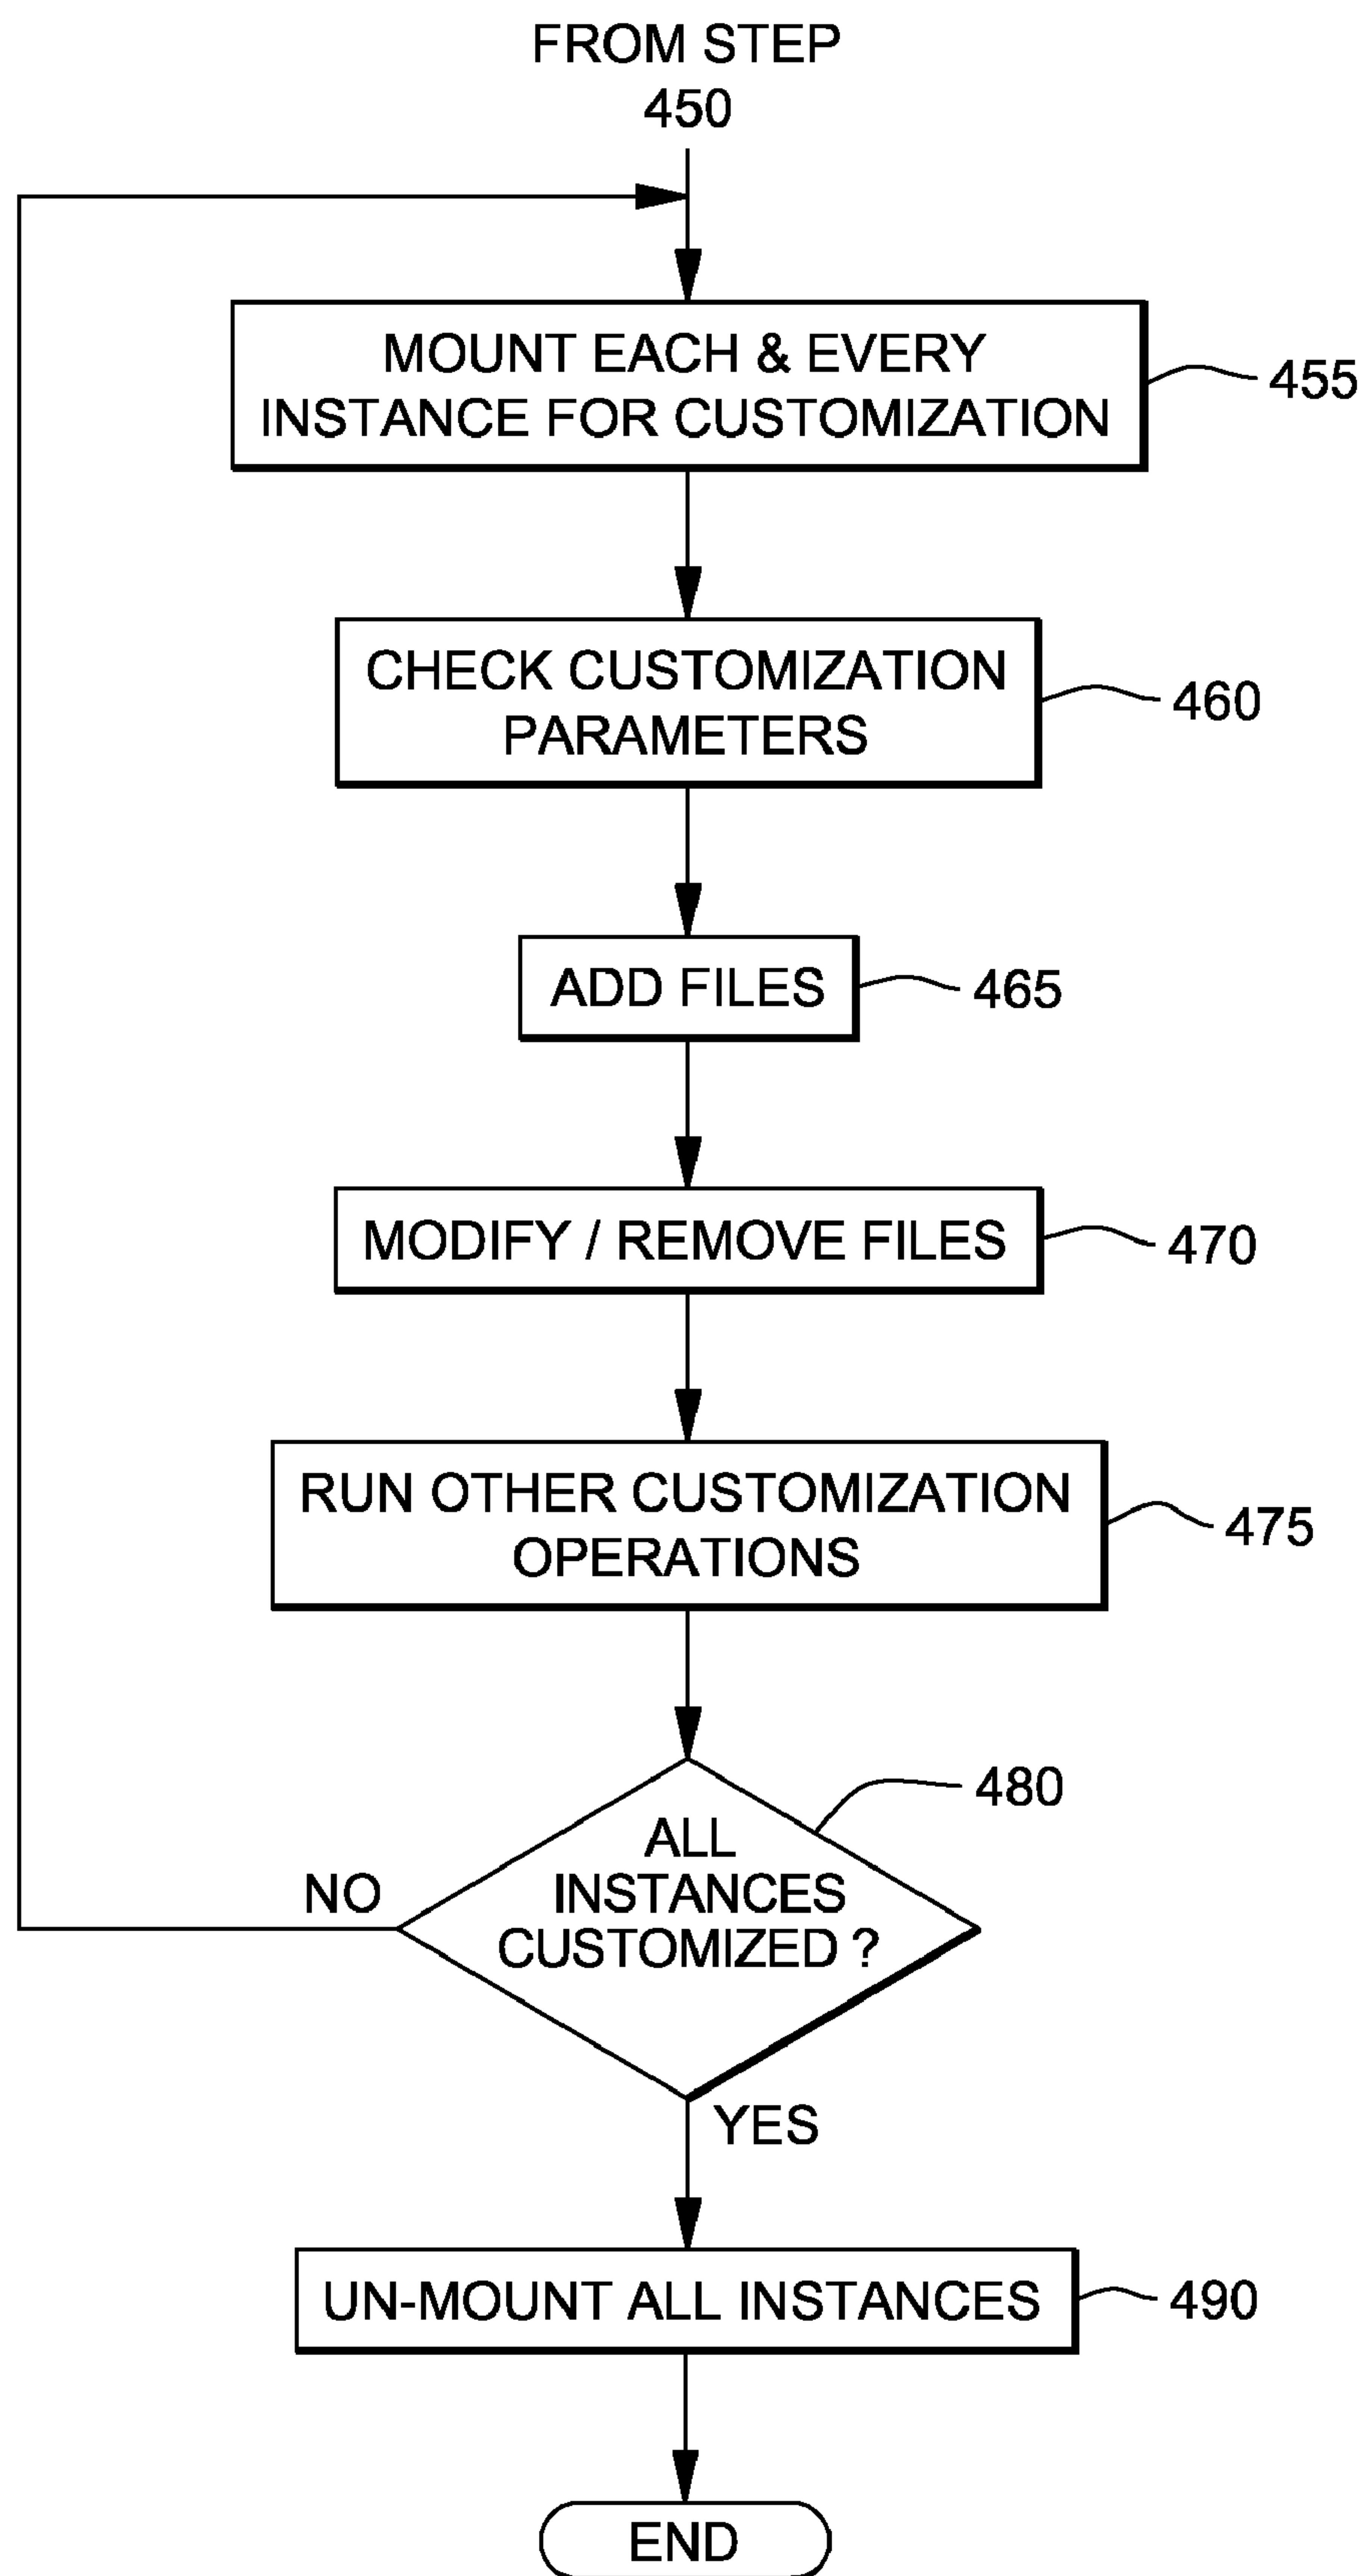 FROM STEP
450
MOUNT EACH & EVERY
INSTANCE FOR CUSTOMIZATION
455
CHECK CUSTOMIZATION
PARAMETERS
460
ADD FILES
465
MODIFY / REMOVE FILES
470
RUN OTHER CUSTOMIZATION
OPERATIONS
475
480
ALL
INSTANCES
CUSTOMIZED ?
NO
YES
UN-MOUNT ALL INSTANCES
490
END